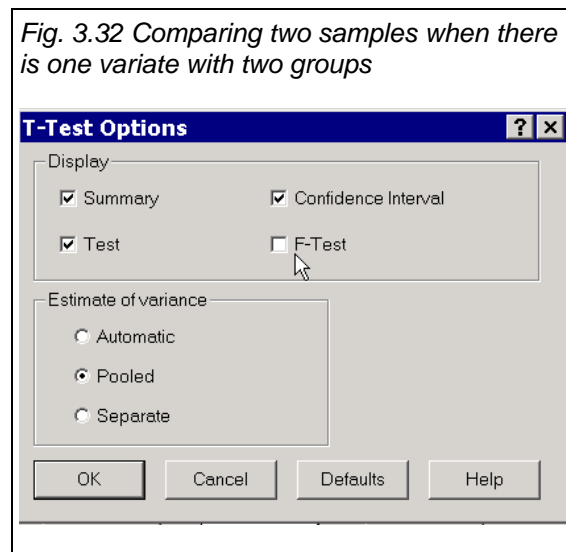 Fig. 3.32 Comparing two samples when there
is one variate with two groups
T-Test Options ? ×
Display
Summary Confidence Interval
Test F-Test
Estimate of variance
Automatic
Pooled
Separate
OK Cancel Defaults Help